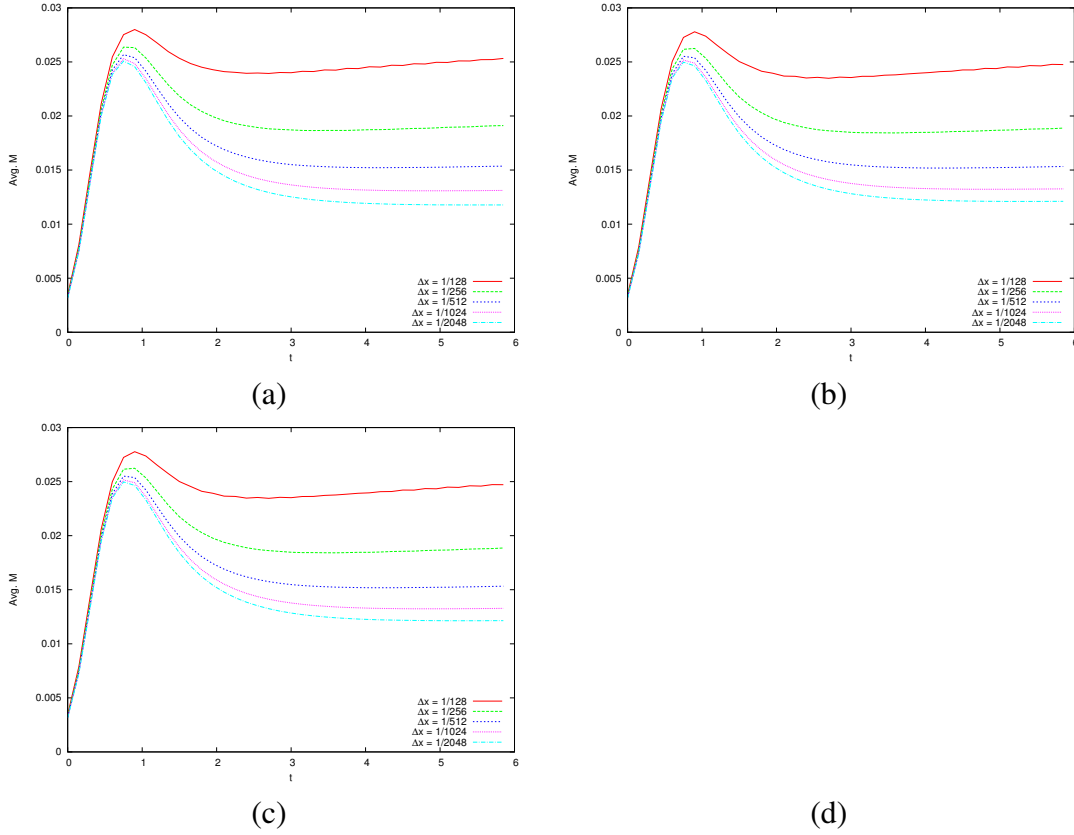 0.03
0.025
0.02
0.015
0.01
0.005
0
Avg. M
0 1 2 3 4 5 6
t
Δx = 1/128
Δx = 1/256
Δx = 1/512
Δx = 1/1024
Δx = 1/2048
(a)
0.03
0.025
0.02
0.015
0.01
0.005
0
Avg. M
0 1 2 3 4 5 6
t
Δx = 1/128
Δx = 1/256
Δx = 1/512
Δx = 1/1024
Δx = 1/2048
(b)
0.03
0.025
0.02
0.015
0.01
0.005
0
Avg. M
0 1 2 3 4 5 6
t
Δx = 1/128
Δx = 1/256
Δx = 1/512
Δx = 1/1024
Δx = 1/2048
(c)
(d)